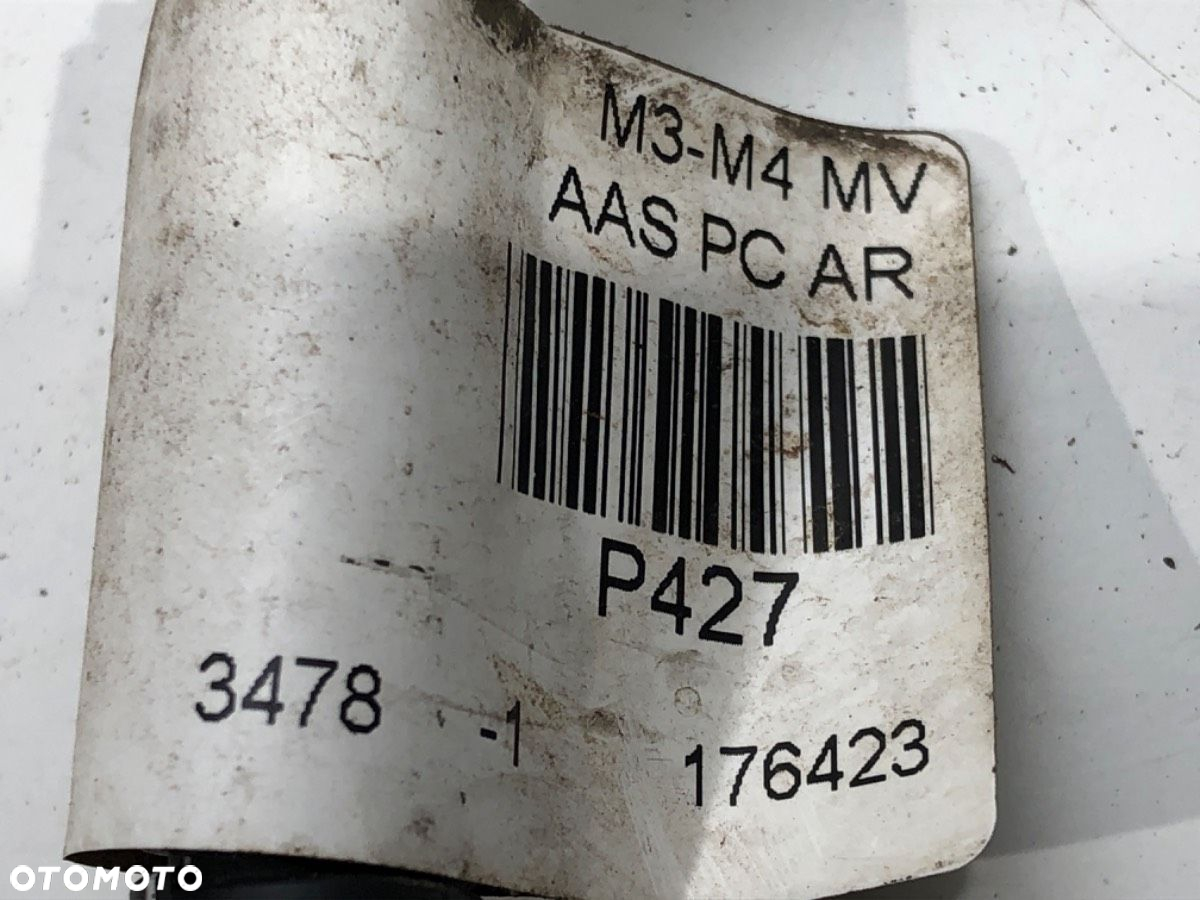 M3-M4 MV
AAS PC AR
P427
3478 -1 176423
OTOMOTO